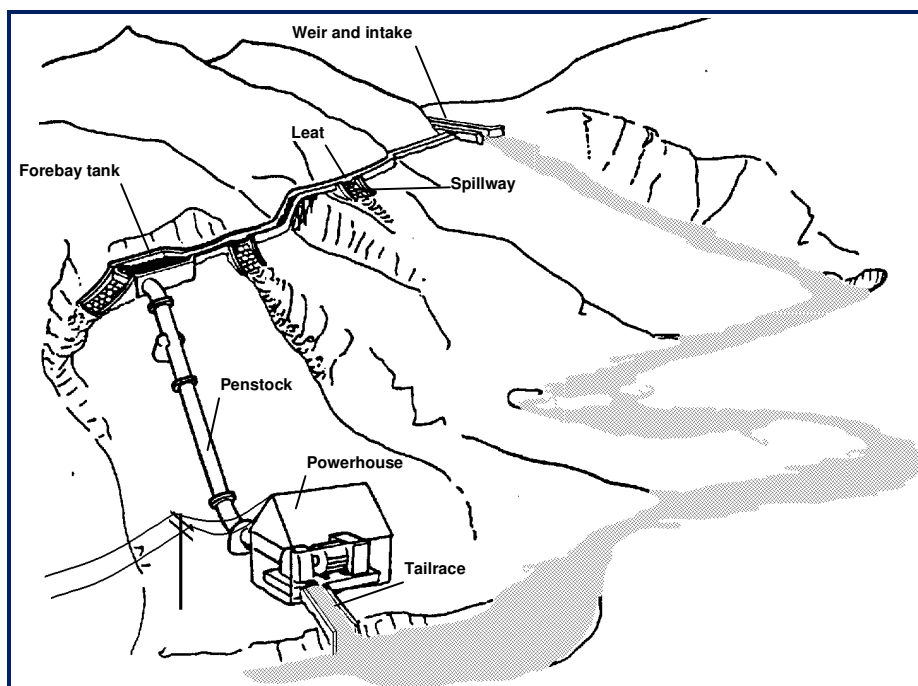 Weir and intake
Leat
Forebay tank
Spillway
Penstock
Powerhouse
Tailrace